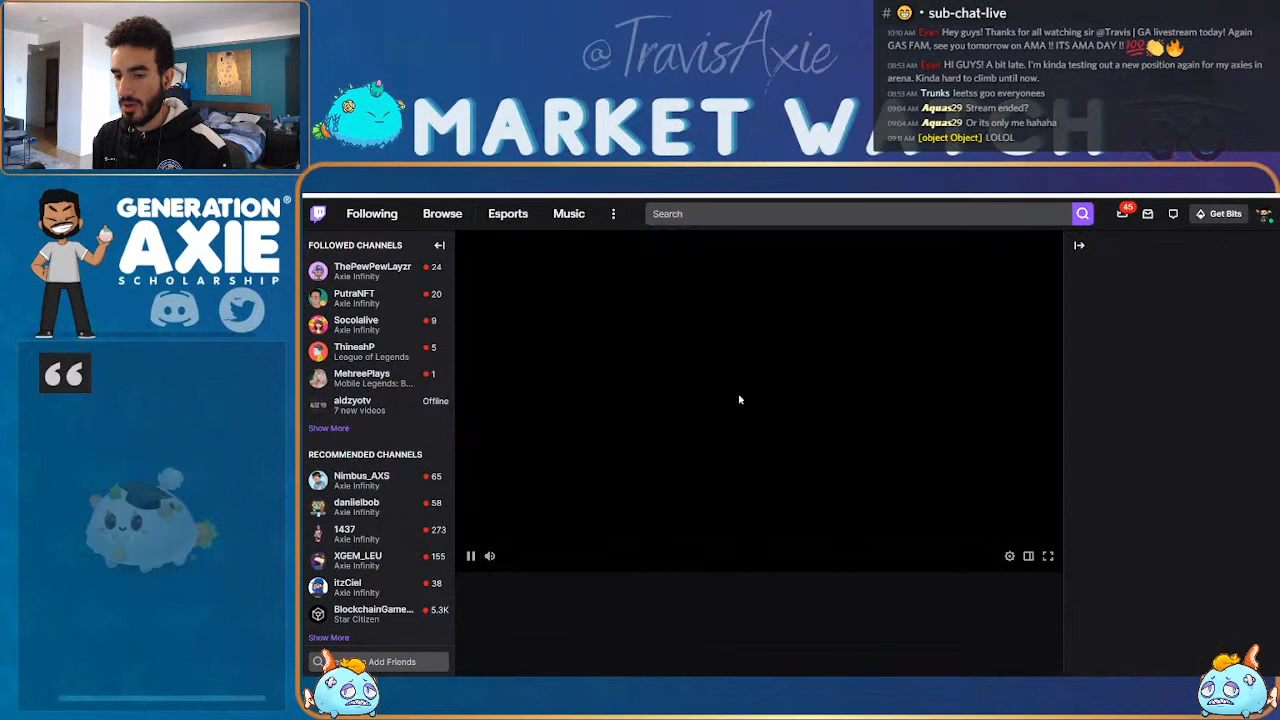 @TravisAxie
MARKET W
# 😁・sub-chat-live
10:10 AM Eyan Hey guys! Thanks for all watching sir @Travis | GA livestream today! Again
GAS FAM, see you tomorrow on AMA !! ITS AMA DAY !! 💯👏🔥
08:53 AM Eyan HI GUYS! A bit late. I'm kinda testing out a new position again for my axies in
arena. Kinda hard to climb until now.
08:53 AM Trunks leetss goo everyonees
09:04 AM Aquas29 Stream ended?
09:04 AM Aquas29 Or its only me hahaha
09:11 AM [object Object] LOLOL
GENERATION®
AXIE
SCHOLARSHIP
“
Following
Browse
Esports
Music
Search
45
Get Bits
FOLLOWED CHANNELS
ThePewPewLayzr 24
Axie Infinity
PutraNFT 20
Axie Infinity
Socolalive 9
Axie Infinity
ThineshP 5
League of Legends
MehreePlays 1
Mobile Legends: B...
aldzyotv Offline
7 new videos
Show More
RECOMMENDED CHANNELS
Nimbus_AXS 65
Axie Infinity
daniielbob 58
Axie Infinity
1437 273
Axie Infinity
XGEM_LEU 155
Axie Infinity
itzCiel 38
Axie Infinity
BlockchainGame... 5.3K
Star Citizen
Show More
Add Friends